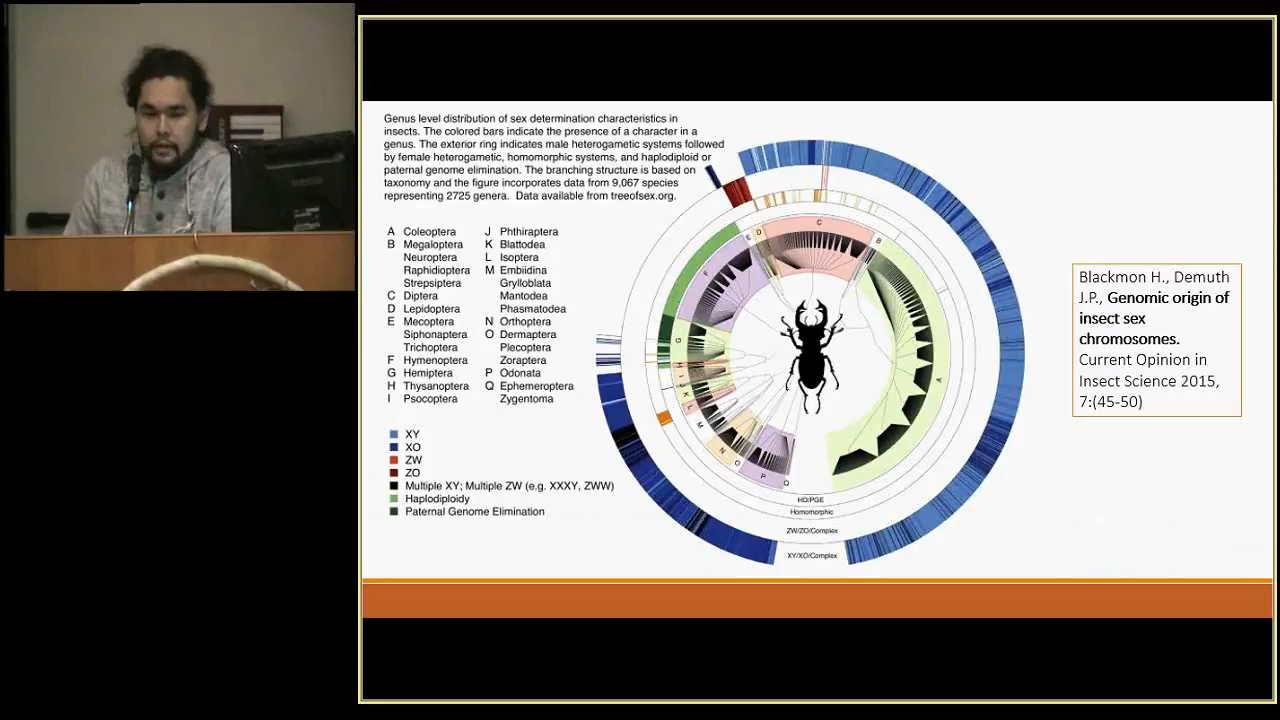 Genus level distribution of sex determination characteristics in
insects. The colored bars indicate the presence of a character in a
genus. The exterior ring indicates male heterogametic systems followed
by female heterogametic, homomorphic systems, and haplodiploid or
paternal genome elimination. The branching structure is based on
taxonomy and the figure incorporates data from 9,067 species
representing 2725 genera. Data available from treeofsex.org.
A Coleoptera
B Megaloptera
Neuroptera
Raphidioptera
Strepsiptera
C Diptera
D Lepidoptera
E Mecoptera
Siphonaptera
Trichoptera
F Hymenoptera
G Hemiptera
H Thysanoptera
I Psocoptera
J Phthiraptera
K Blattodea
L Isoptera
M Embiidina
Grylloblata
Mantodea
Phasmatodea
N Orthoptera
O Dermaptera
Plecoptera
Zoraptera
P Odonata
Q Ephemeroptera
Zygentoma
XY
XO
ZW
ZO
Multiple XY; Multiple ZW (e.g. XXXY, ZWW)
Haplodiploidy
Paternal Genome Elimination
A
B
C
D
E
F
G
H
I
K
L
M
N
O
P
Q
HD/PGE
Homomorphic
ZW/ZO/Complex
XY/XO/Complex
Blackmon H., Demuth
J.P., Genomic origin of
insect sex
chromosomes.
Current Opinion in
Insect Science 2015,
7:(45-50)